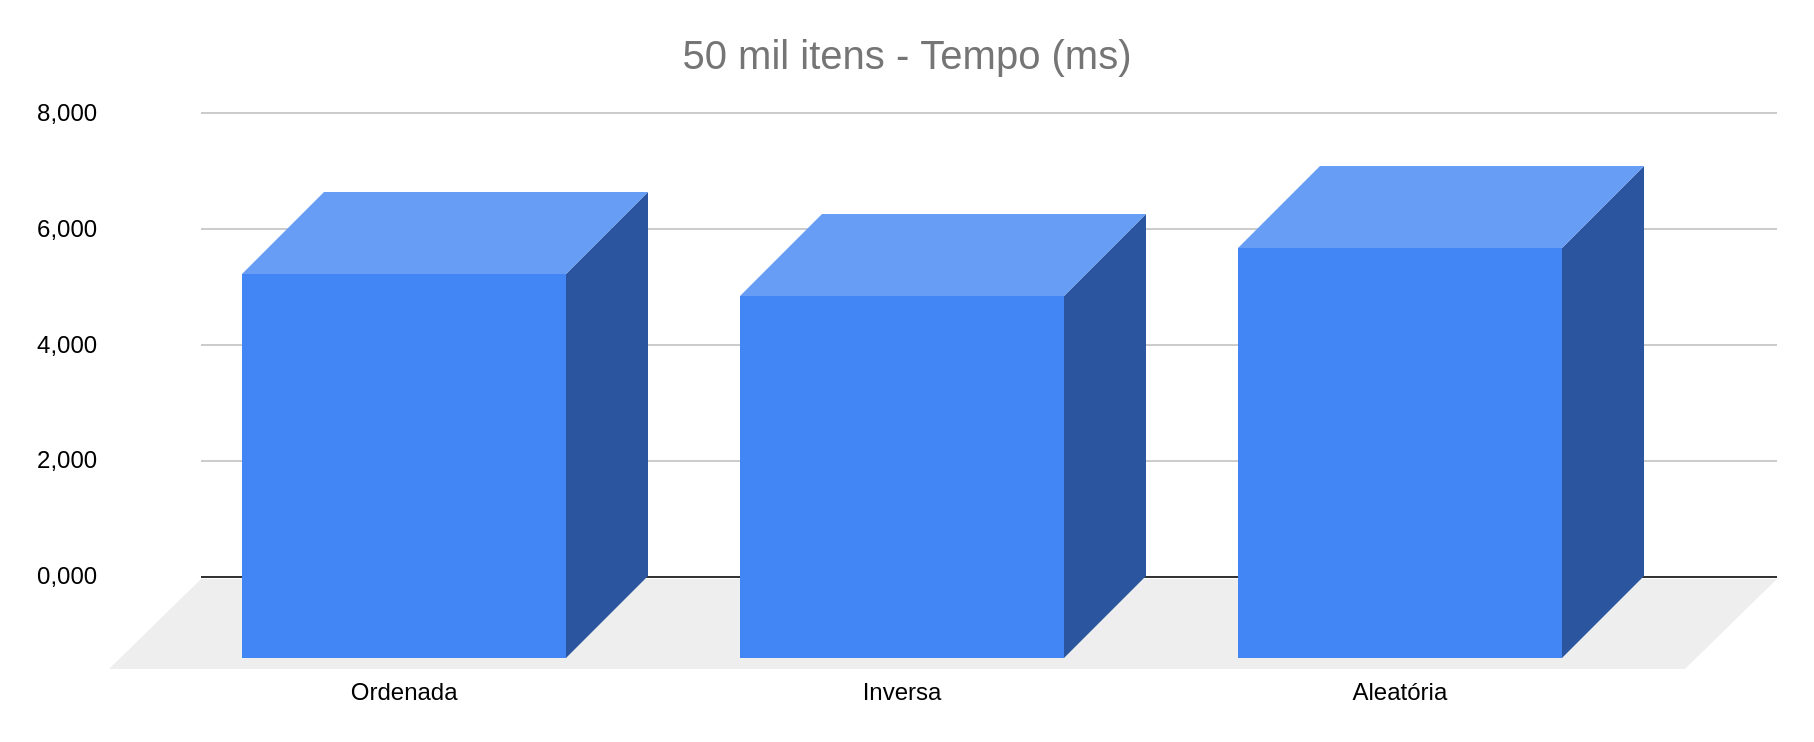 50 mil itens - Tempo (ms)
8,000
6,000
4,000
2,000
0,000
Ordenada
Inversa
Aleatória